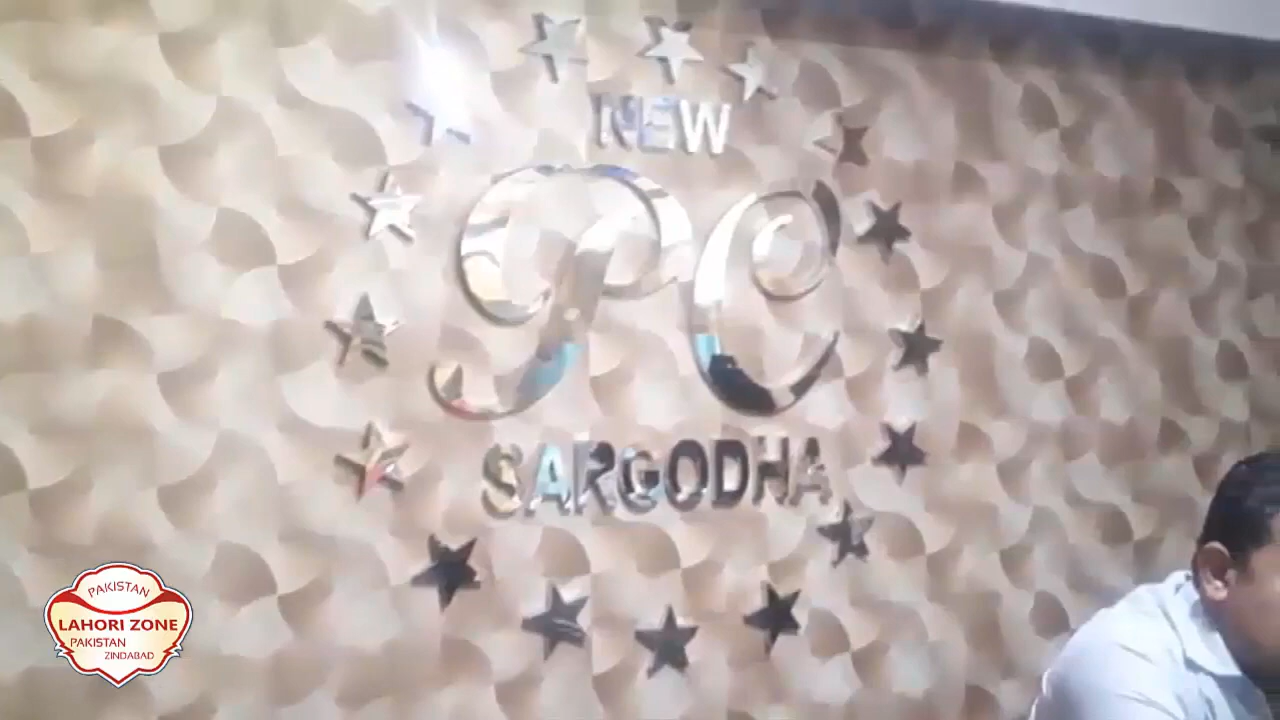 NEW
PC
SARGODHA
PAKISTAN
LAHORI ZONE
PAKISTAN
ZINDABAD